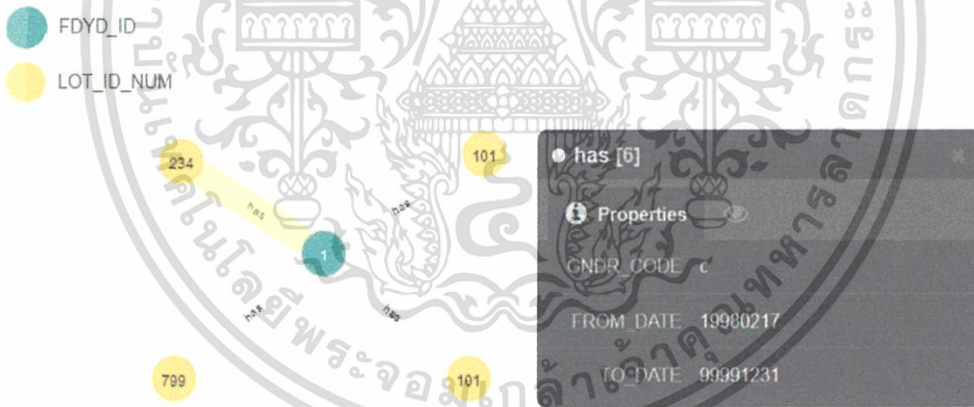 FDYD_ID
LOT_ID_NUM
234
101
has
has
1
has
has
799
101
has [6]
Properties
GNDR_CODE c
FROM_DATE 19980217
TO_DATE 99991231